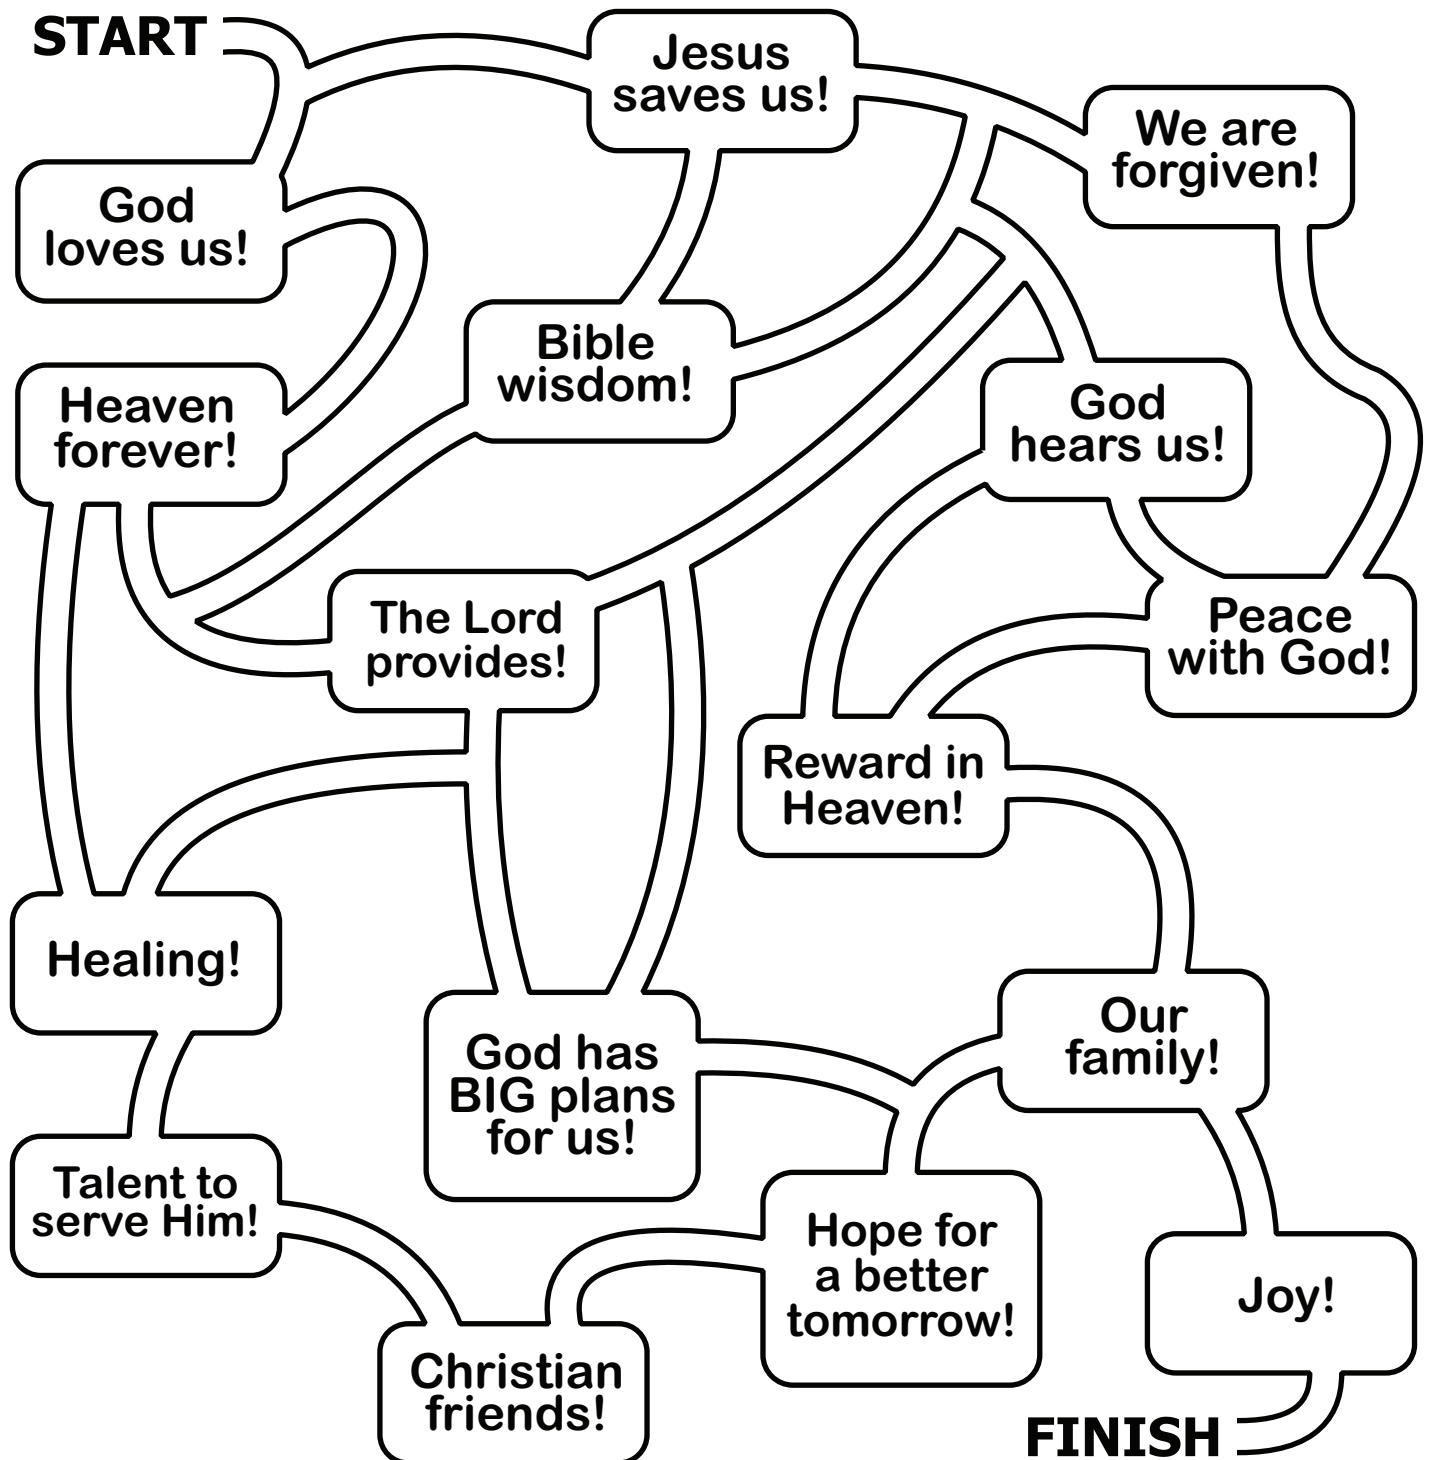 START
Jesus
saves us!
We are
forgiven!
God
loves us!
Bible
wisdom!
Heaven
forever!
God
hears us!
The Lord
provides!
Peace
with God!
Reward in
Heaven!
Healing!
God has
BIG plans
for us!
Our
family!
Talent to
serve Him!
Hope for
a better
tomorrow!
Joy!
Christian
friends!
FINISH